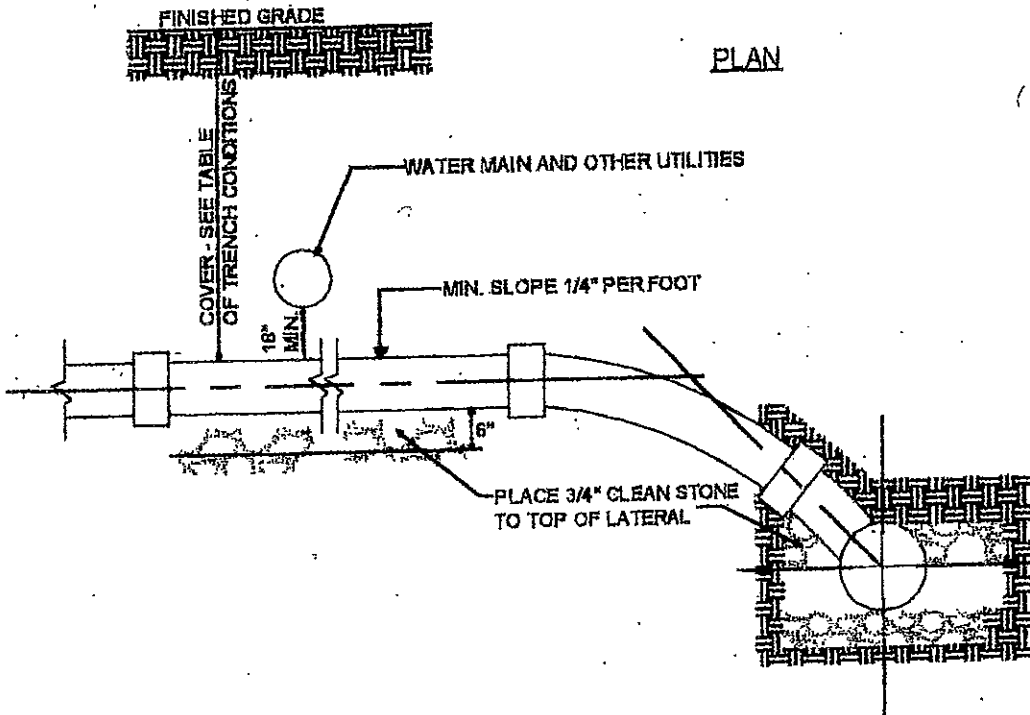 FINISHED GRADE
PLAN
COVER - SEE TABLE
OF TRENCH CONDITIONS
WATER MAIN AND OTHER UTILITIES
18"
MIN.
MIN. SLOPE 1/4" PER FOOT
6"
PLACE 3/4" CLEAN STONE
TO TOP OF LATERAL